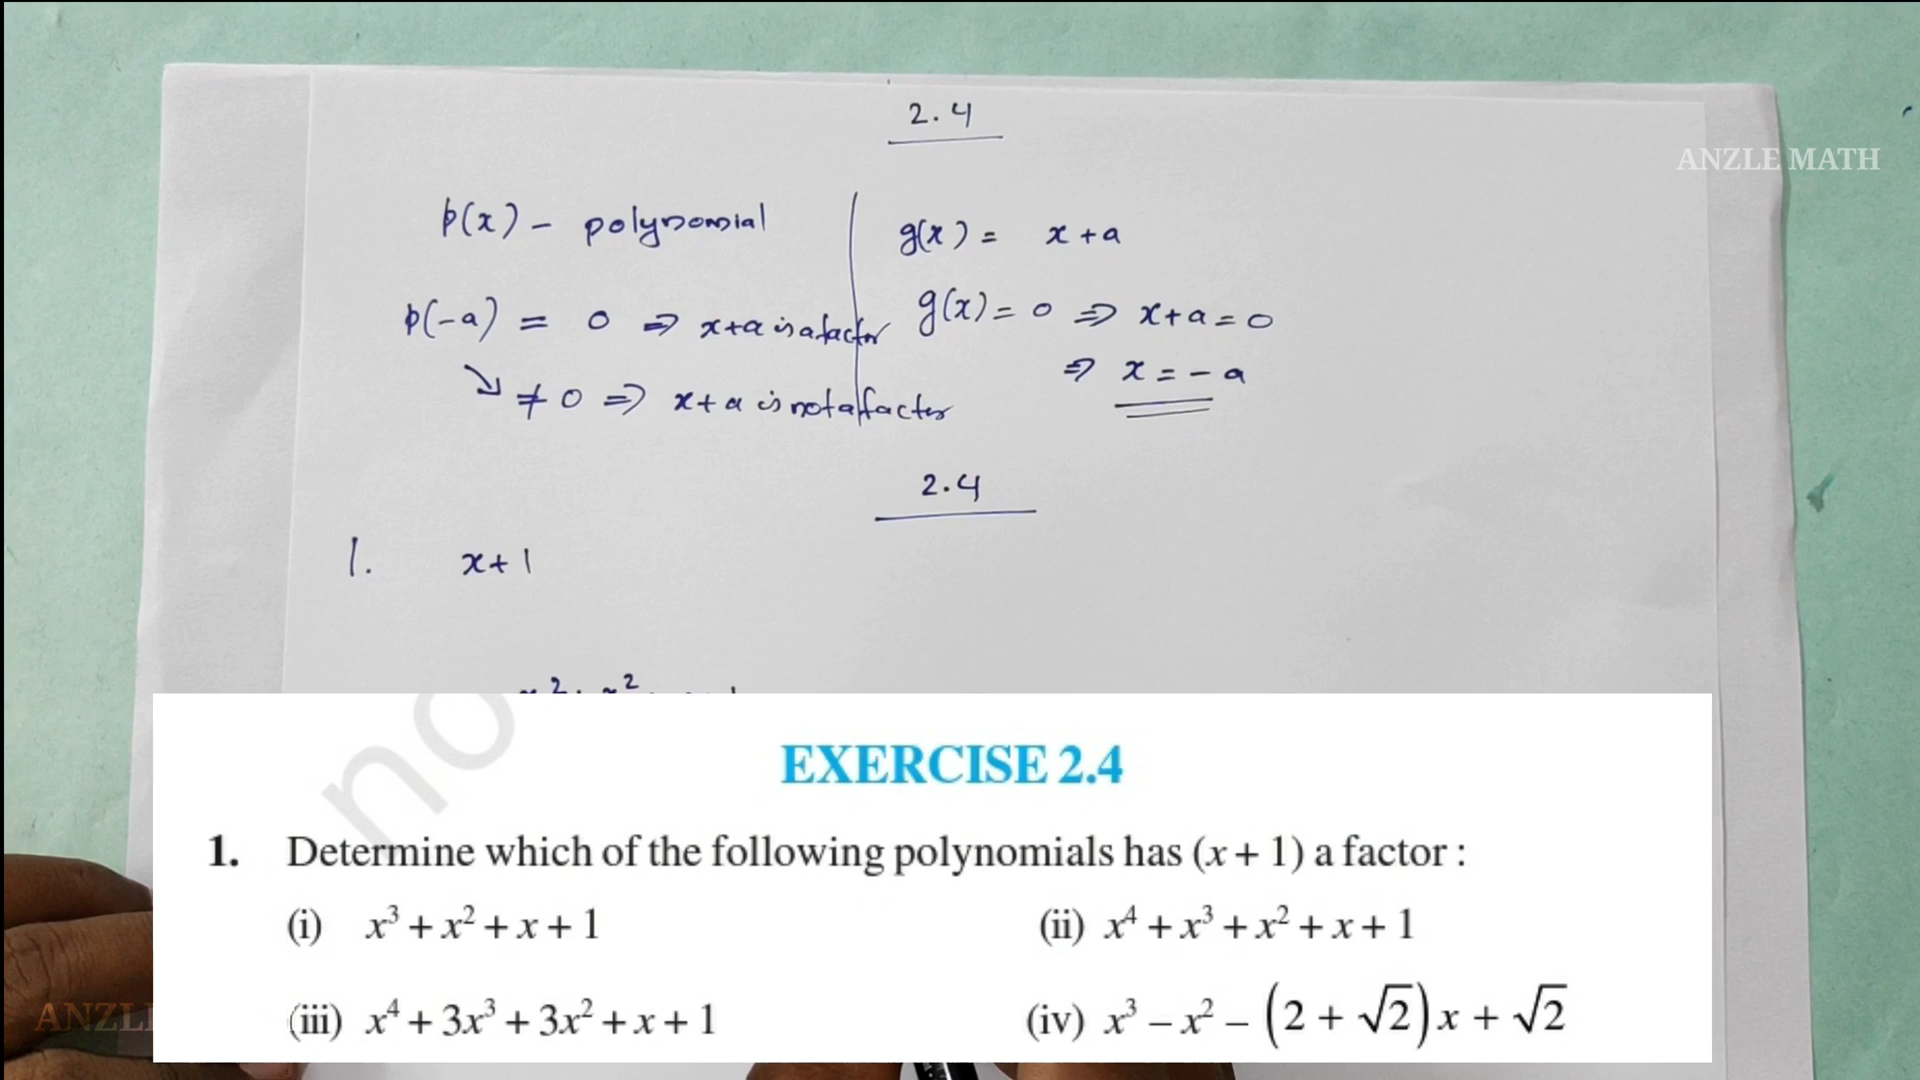 2.4
ANZLE MATH
p(x) - polynomial
g(x) = x + a
p(-a) = 0 ⇒ x+a is a factor
g(x) = 0 ⇒ x+a = 0
≠ 0 ⇒ x+a is not a factor
⇒ x = - a
2.4
1. x+1
no
EXERCISE 2.4
1. Determine which of the following polynomials has (x + 1) a factor :
(i) x³ + x² + x + 1 (ii) x⁴ + x³ + x² + x + 1
(iii) x⁴ + 3x³ + 3x² + x + 1 (iv) x³ – x² – (2 + √2) x + √2
ANZL